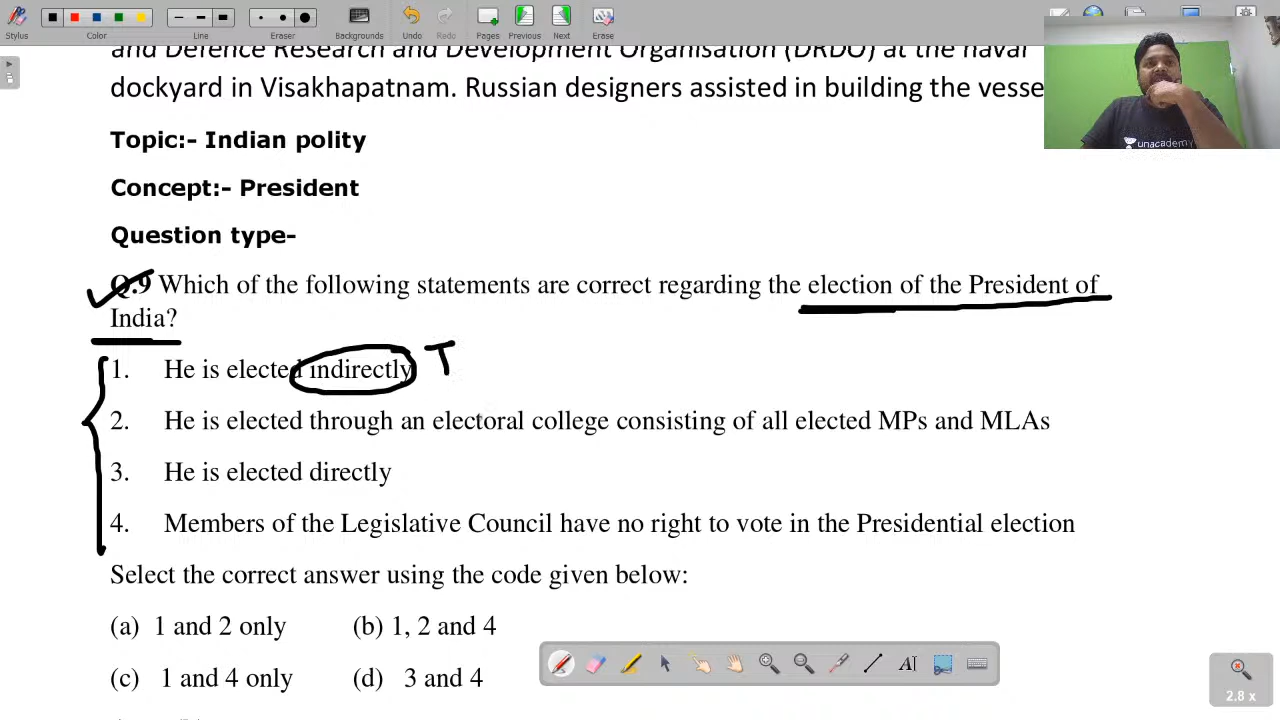 Stylus
Color
Line
Eraser
Backgrounds
Undo
Redo
Pages
Previous
Next
Erase
and Defence Research and Development Organisation (DRDO) at the naval
dockyard in Visakhapatnam. Russian designers assisted in building the vesse
unacademy
Topic:- Indian polity
Concept:- President
Question type-
Q.9 Which of the following statements are correct regarding the election of the President of
India?
1. He is elected indirectly T
2. He is elected through an electoral college consisting of all elected MPs and MLAs
3. He is elected directly
4. Members of the Legislative Council have no right to vote in the Presidential election
Select the correct answer using the code given below:
(a) 1 and 2 only (b) 1, 2 and 4
(c) 1 and 4 only (d) 3 and 4
2.8 x